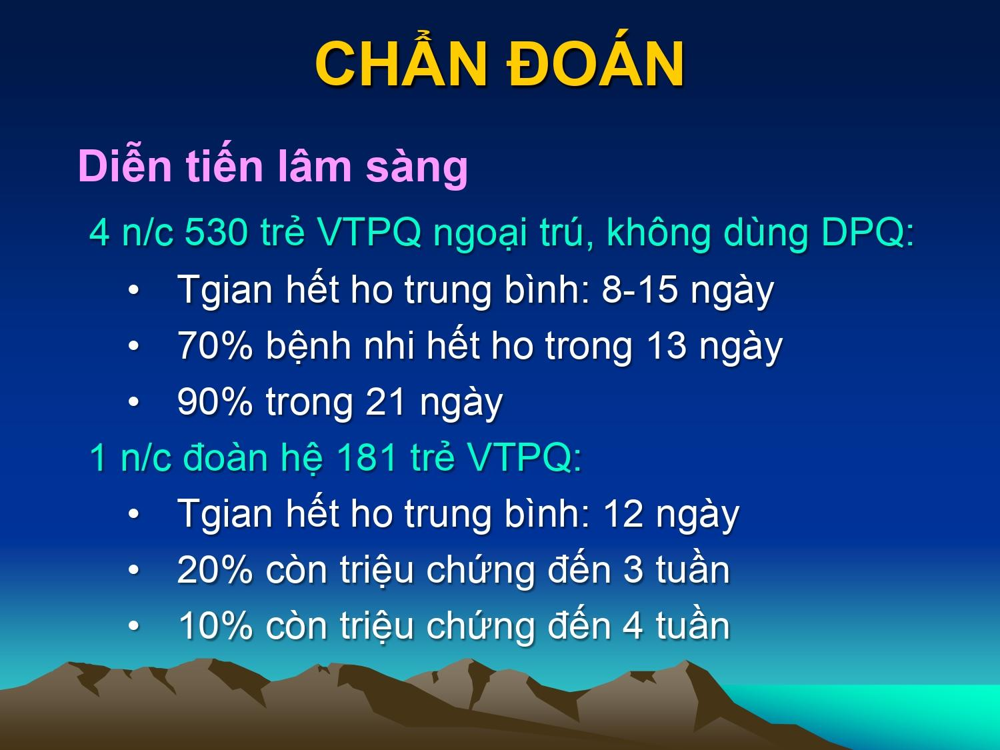 CHẨN ĐOÁN
Diễn tiến lâm sàng
4 n/c 530 trẻ VTPQ ngoại trú, không dùng DPQ:
• Tgian hết ho trung bình: 8-15 ngày
• 70% bệnh nhi hết ho trong 13 ngày
• 90% trong 21 ngày
1 n/c đoàn hệ 181 trẻ VTPQ:
• Tgian hết ho trung bình: 12 ngày
• 20% còn triệu chứng đến 3 tuần
• 10% còn triệu chứng đến 4 tuần